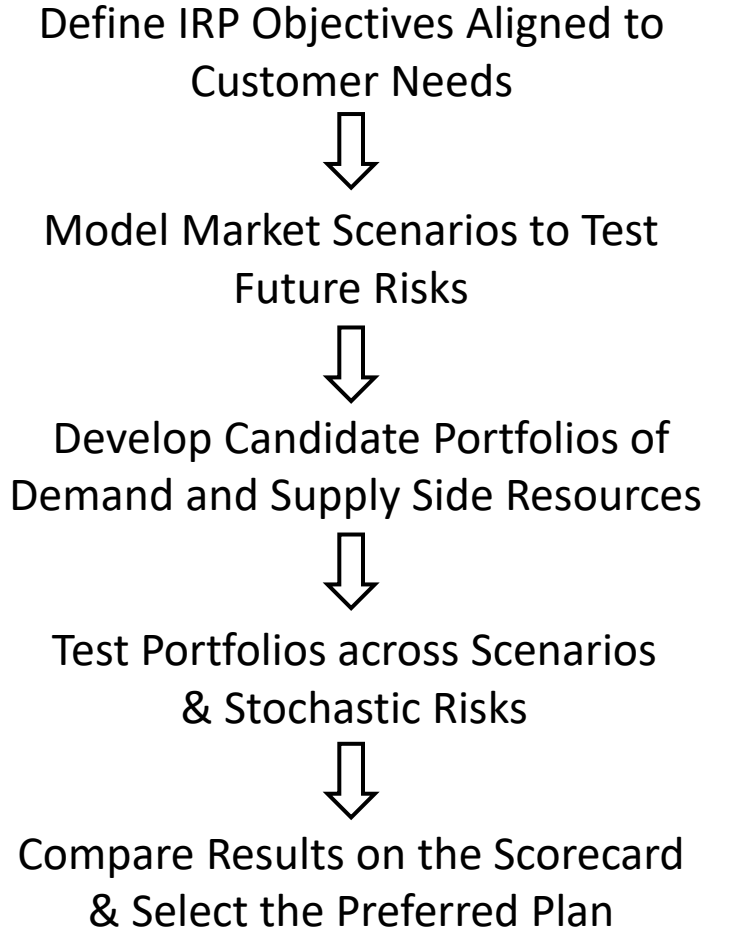 Define IRP Objectives Aligned to
Customer Needs
Model Market Scenarios to Test
Future Risks
Develop Candidate Portfolios of
Demand and Supply Side Resources
Test Portfolios across Scenarios
& Stochastic Risks
Compare Results on the Scorecard
& Select the Preferred Plan